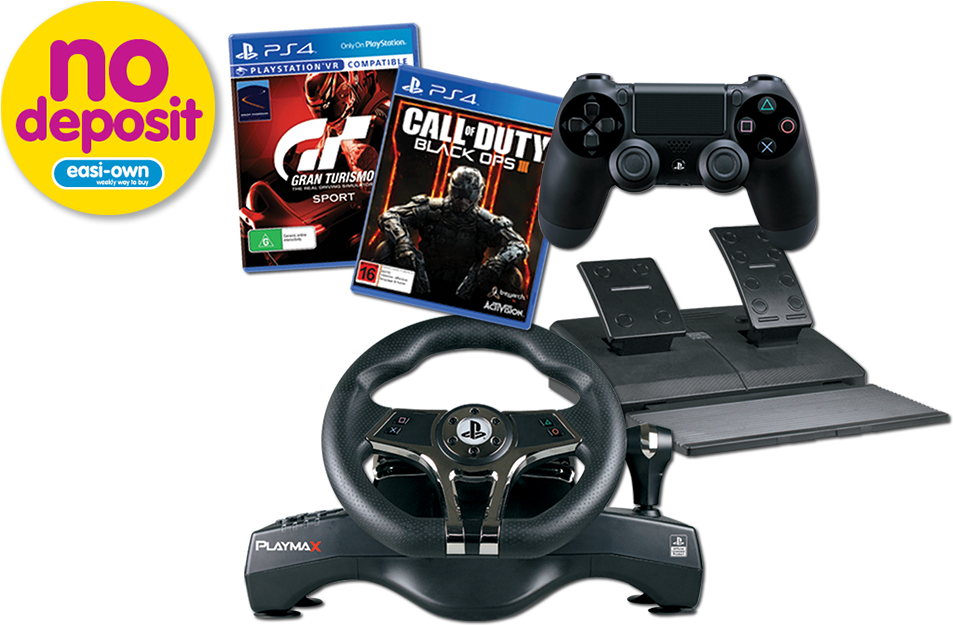 no
deposit
easi-own
weekly way to buy
PS4
Only On PlayStation.
PLAYSTATION®VR COMPATIBLE
GRAN TURISMO
THE REAL DRIVING SIMULATOR
SPORT
G
PS4
CALL OF DUTY
BLACK OPS III
16
treyarch
ACTIVISION
PLAYMAX